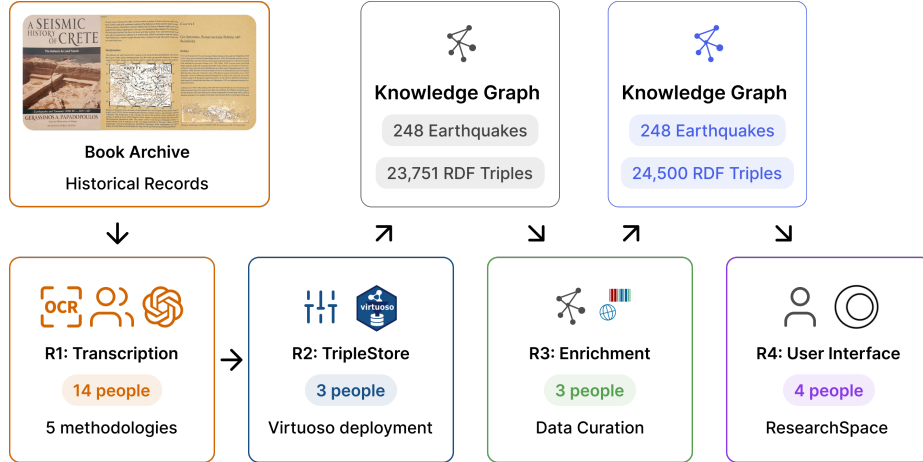 A SEISMIC
HISTORY
OF CRETE
GERASSIMOS A. PAPADOPOULOS
Book Archive
Historical Records
Knowledge Graph
248 Earthquakes
23,751 RDF Triples
Knowledge Graph
248 Earthquakes
24,500 RDF Triples
OCR
R1: Transcription
14 people
5 methodologies
virtuoso
R2: TripleStore
3 people
Virtuoso deployment
R3: Enrichment
3 people
Data Curation
R4: User Interface
4 people
ResearchSpace